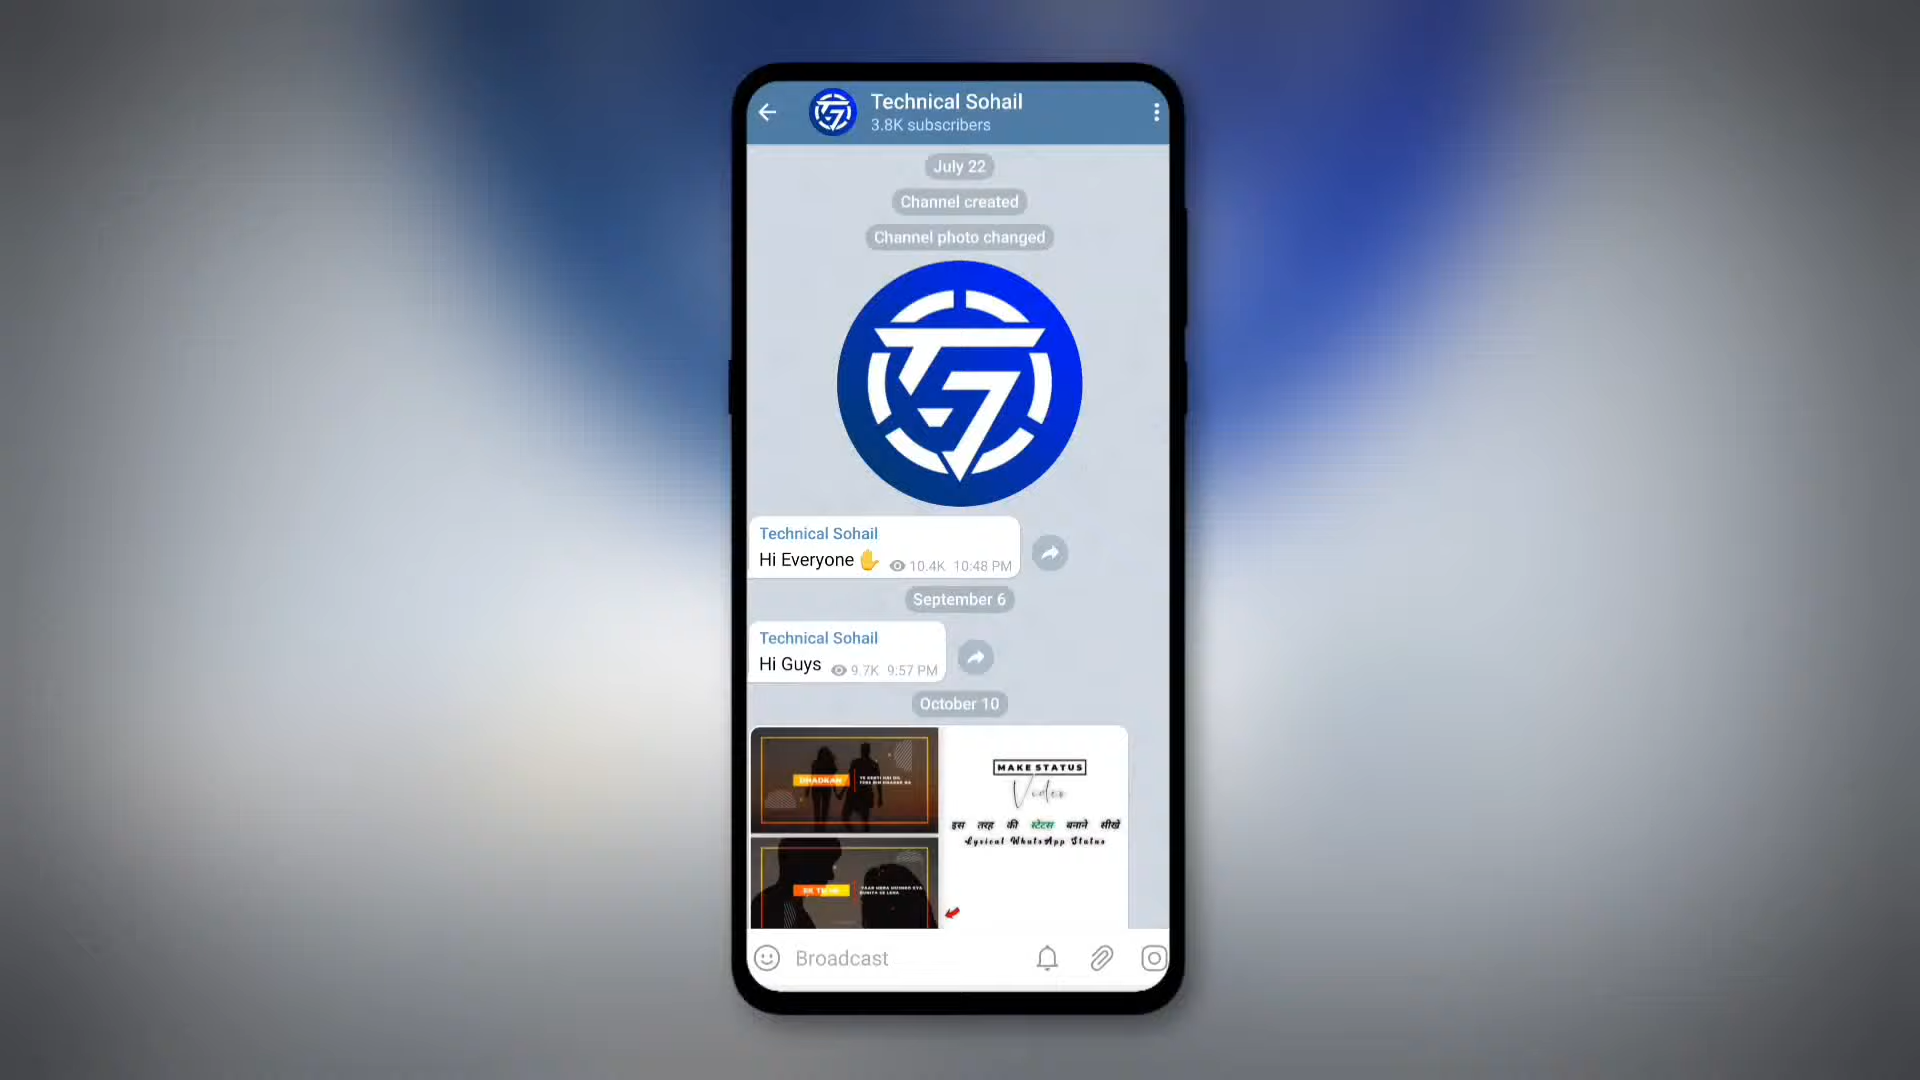 Technical Sohail
3.8K subscribers
July 22
Channel created
Channel photo changed
Technical Sohail
Hi Everyone ✋ 10.4K 10:48 PM
September 6
Technical Sohail
Hi Guys 9.7K 9:57 PM
October 10
DHADKAN
MAKE STATUS
Video
इस तरह की स्टेटस बनाने सीखें
Lyrical WhatsApp Status
Broadcast